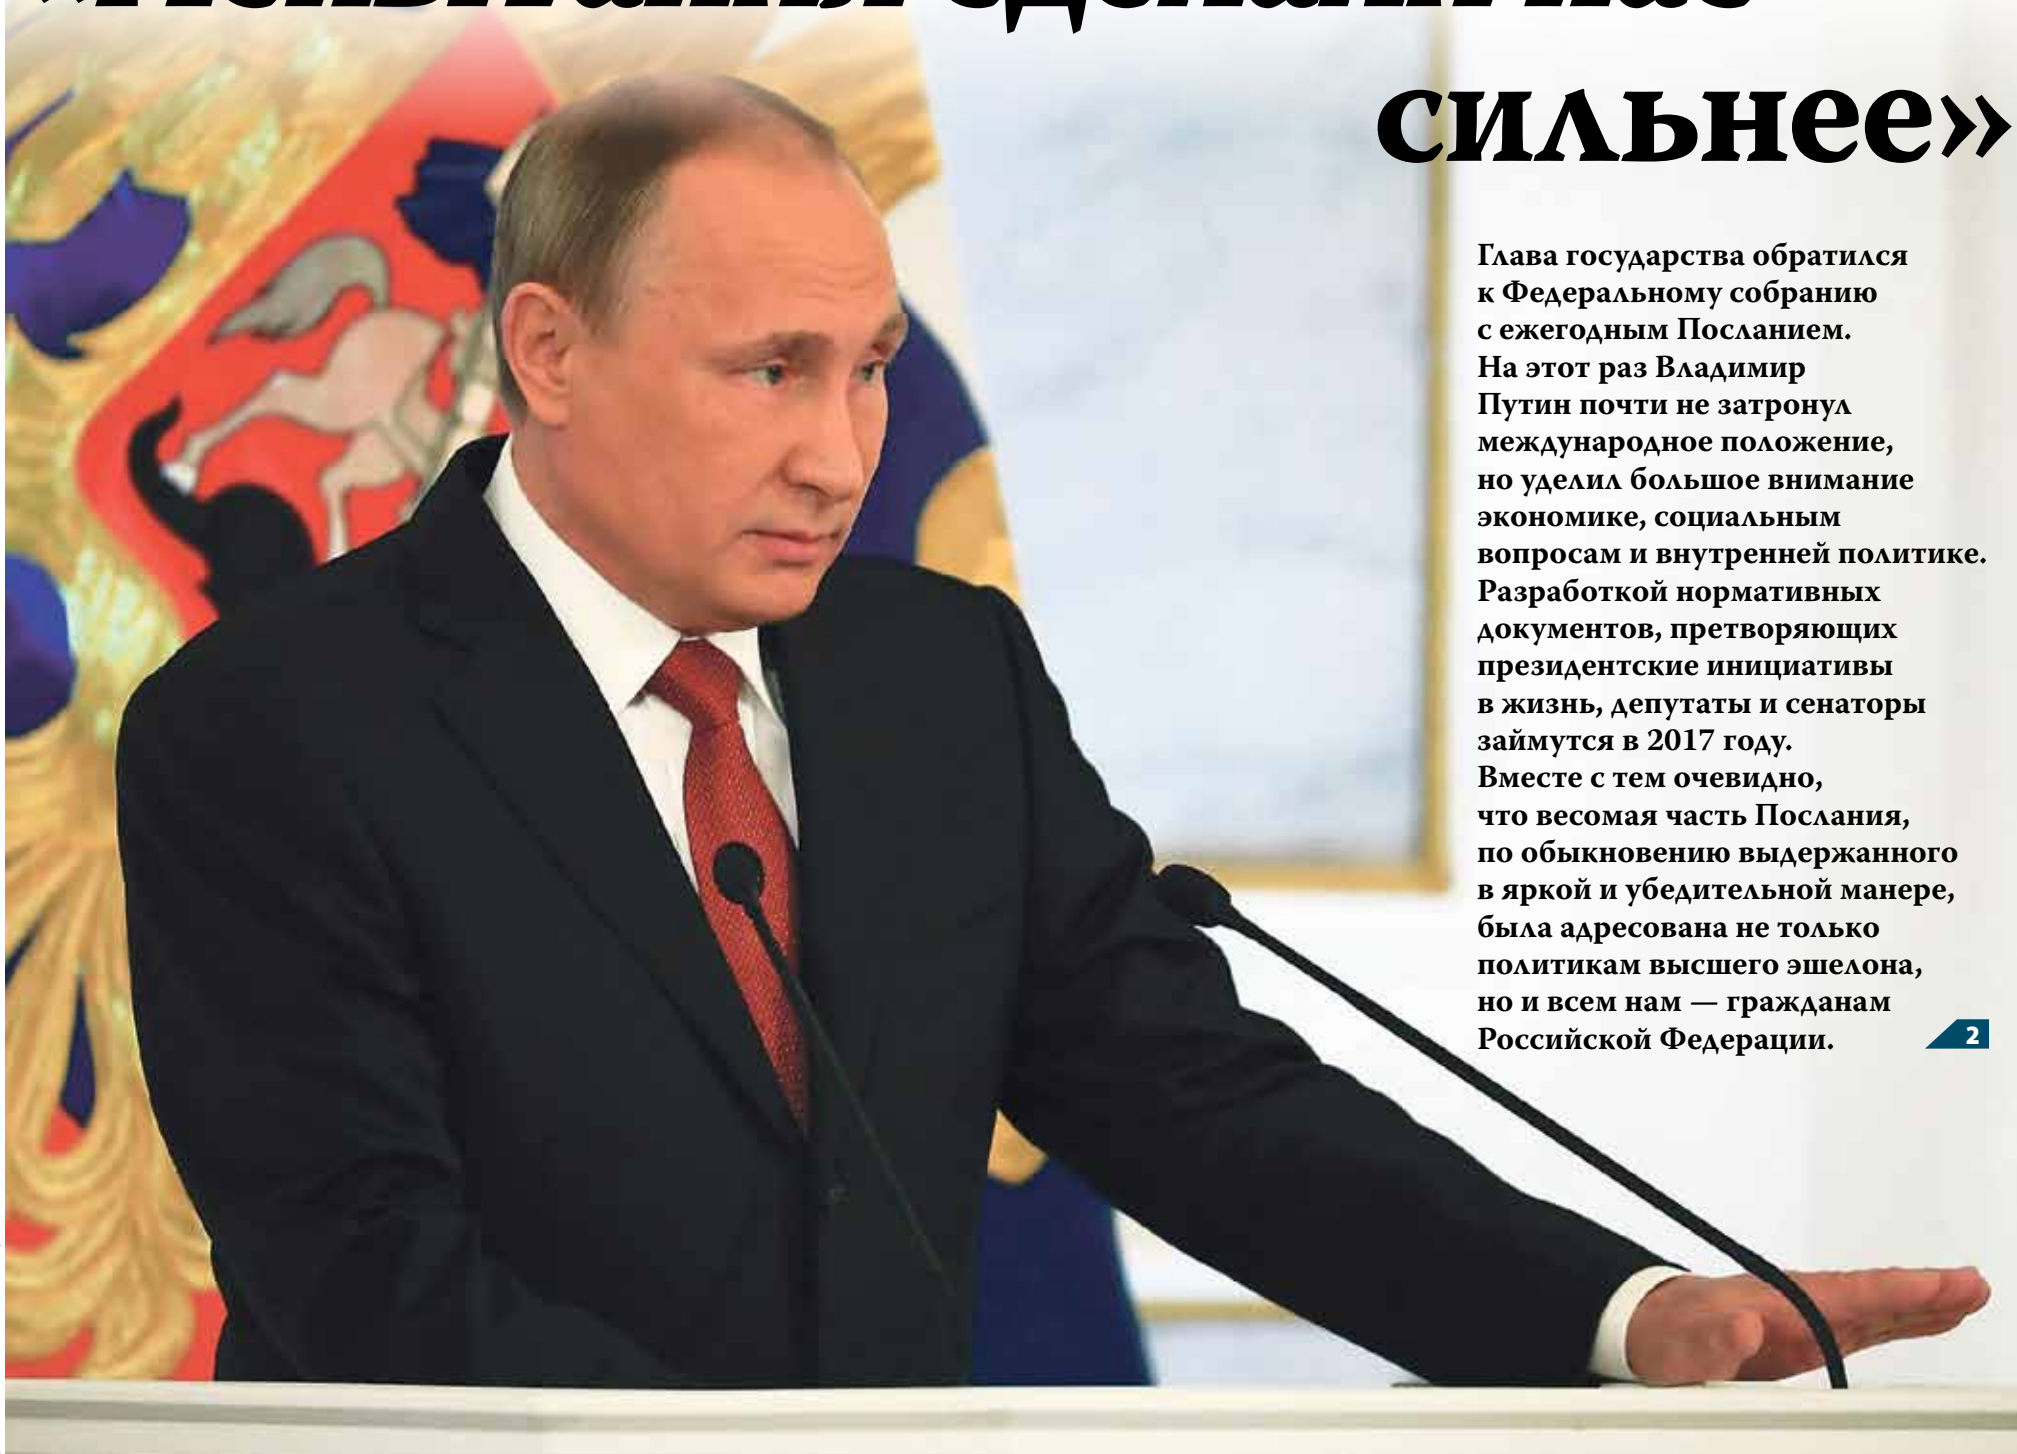 сильнее»
Глава государства обратился
к Федеральному собранию
с ежегодным Посланием.
На этот раз Владимир
Путин почти не затронул
международное положение,
но уделил большое внимание
экономике, социальным
вопросам и внутренней политике.
Разработкой нормативных
документов, претворяющих
президентские инициативы
в жизнь, депутаты и сенаторы
займутся в 2017 году.
Вместе с тем очевидно,
что весомая часть Послания,
по обыкновению выдержанного
в яркой и убедительной манере,
была адресована не только
политикам высшего эшелона,
но и всем нам — гражданам
Российской Федерации.
2